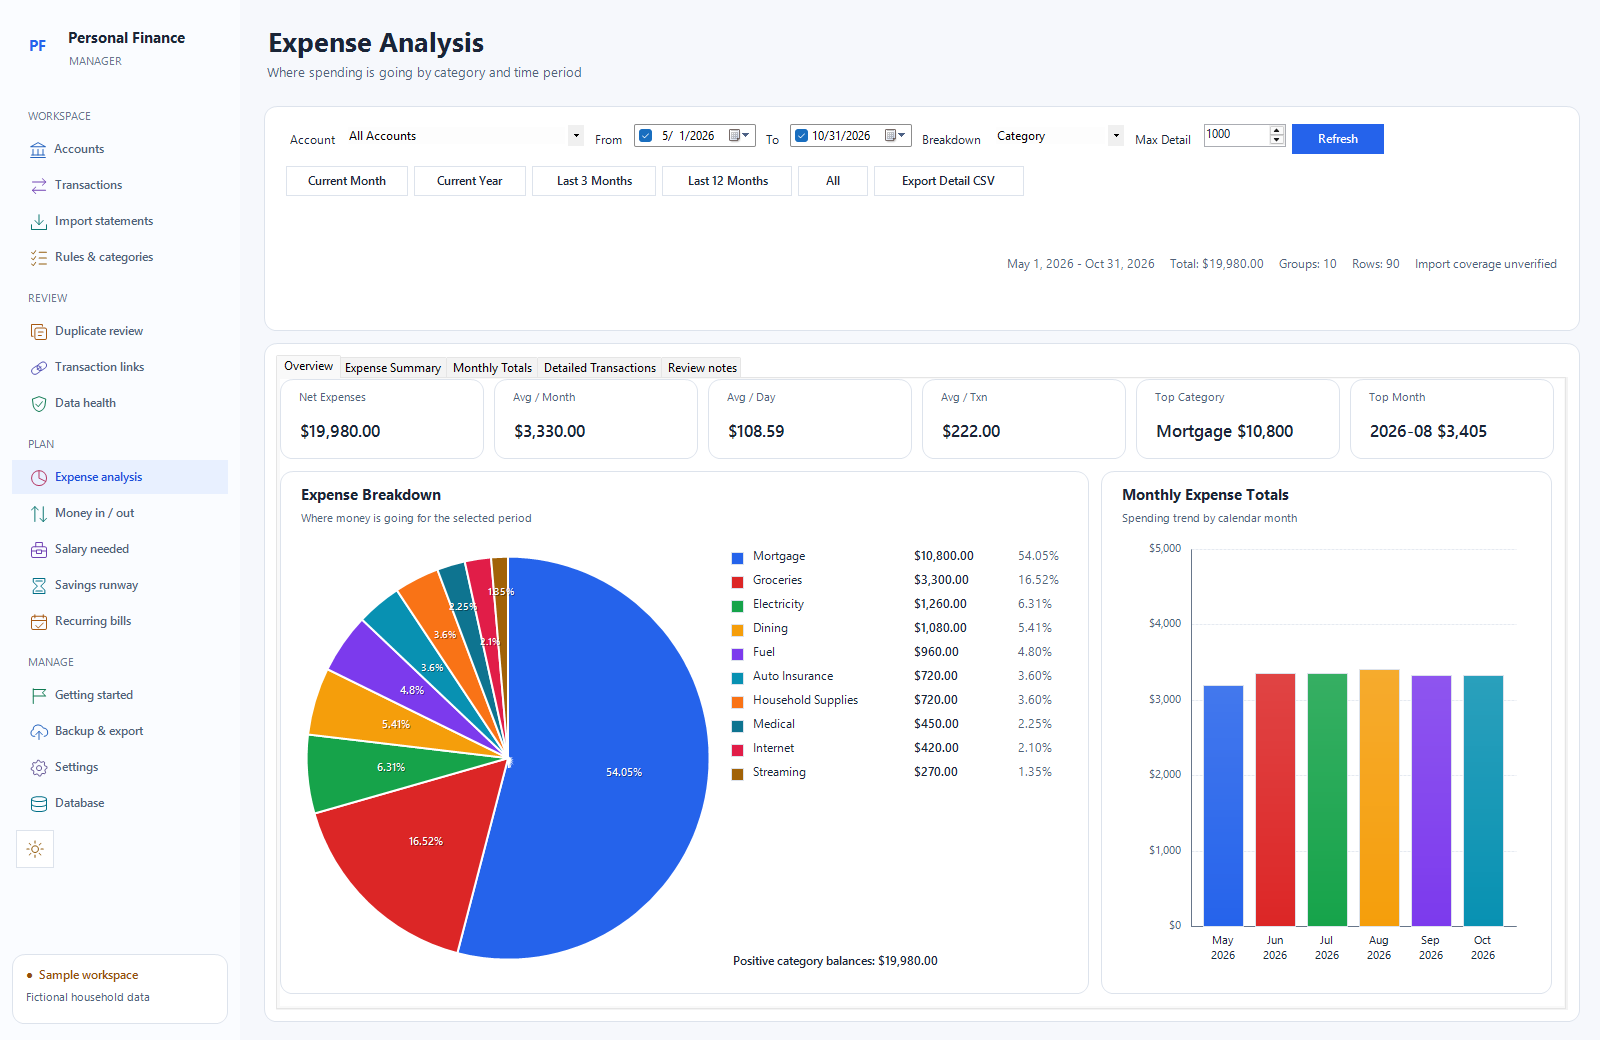 PF
Personal Finance
MANAGER
WORKSPACE
Accounts
Transactions
Import statements
Rules & categories
REVIEW
Duplicate review
Transaction links
Data health
PLAN
Expense analysis
Money in / out
Salary needed
Savings runway
Recurring bills
MANAGE
Getting started
Backup & export
Settings
Database
Sample workspace
Fictional household data
Expense Analysis
Where spending is going by category and time period
Account All Accounts From 5/ 1/2026 To 10/31/2026 Breakdown Category Max Detail 1000 Refresh
Current Month Current Year Last 3 Months Last 12 Months All Export Detail CSV
May 1, 2026 - Oct 31, 2026 Total: $19,980.00 Groups: 10 Rows: 90 Import coverage unverified
Overview Expense Summary Monthly Totals Detailed Transactions Review notes
Net Expenses
$19,980.00
Avg / Month
$3,330.00
Avg / Day
$108.59
Avg / Txn
$222.00
Top Category
Mortgage $10,800
Top Month
2026-08 $3,405
Expense Breakdown
Where money is going for the selected period
54.05%
16.52%
6.31%
5.41%
4.8%
3.6%
3.6%
2.25%
2.1%
1.35%
Mortgage $10,800.00 54.05%
Groceries $3,300.00 16.52%
Electricity $1,260.00 6.31%
Dining $1,080.00 5.41%
Fuel $960.00 4.80%
Auto Insurance $720.00 3.60%
Household Supplies $720.00 3.60%
Medical $450.00 2.25%
Internet $420.00 2.10%
Streaming $270.00 1.35%
Positive category balances: $19,980.00
Monthly Expense Totals
Spending trend by calendar month
$5,000
$4,000
$3,000
$2,000
$1,000
$0
May Jun Jul Aug Sep Oct
2026 2026 2026 2026 2026 2026